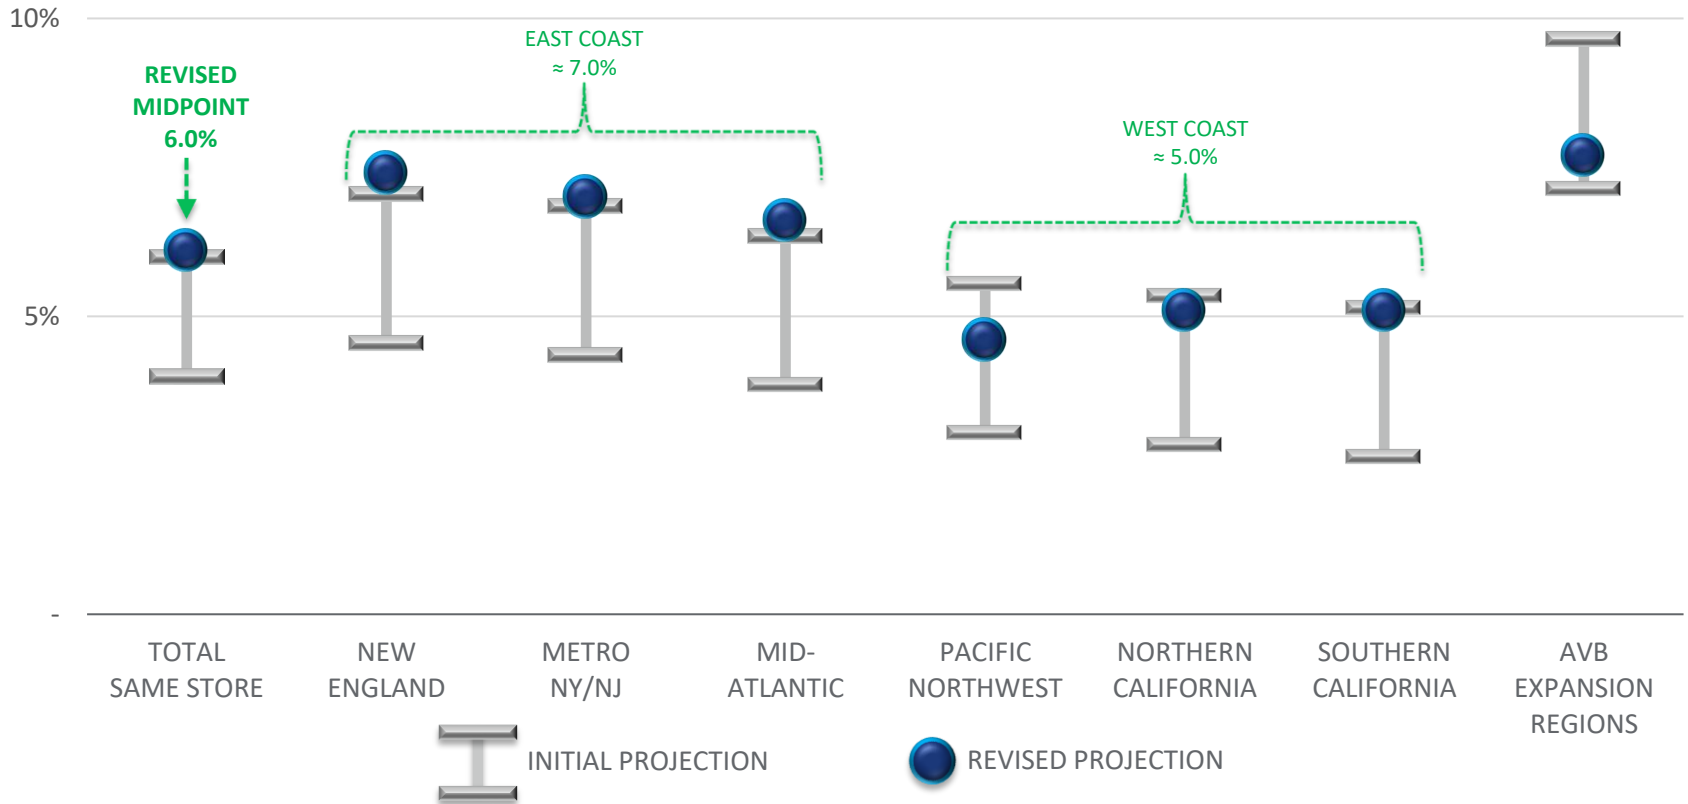 10%
EAST COAST
≈ 7.0%
REVISED
MIDPOINT
6.0%
WEST COAST
≈ 5.0%
5%
-
TOTAL
SAME STORE
NEW
ENGLAND
METRO
NY/NJ
MID-
ATLANTIC
PACIFIC
NORTHWEST
NORTHERN
CALIFORNIA
SOUTHERN
CALIFORNIA
AVB
EXPANSION
REGIONS
INITIAL PROJECTION
REVISED PROJECTION